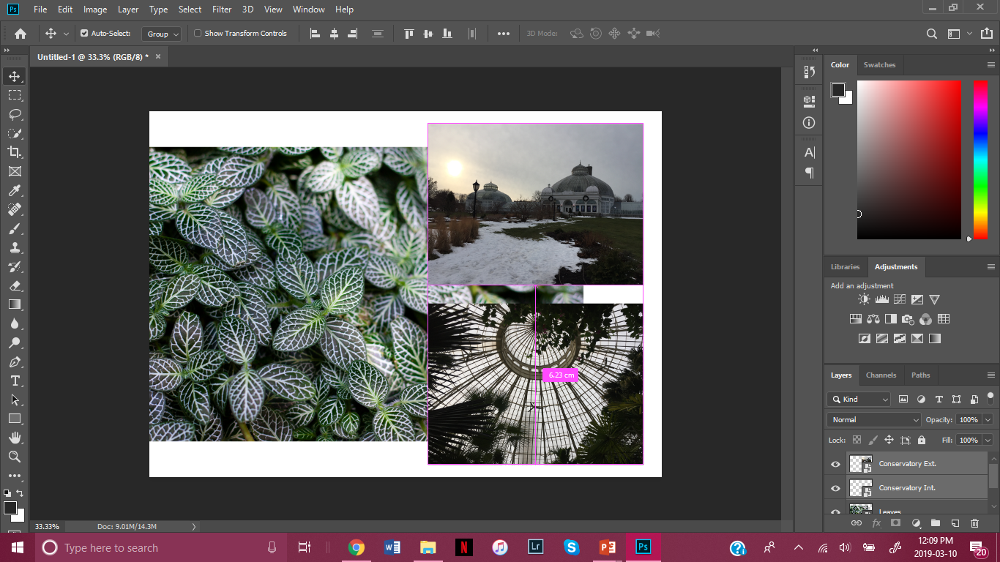 Ps File Edit Image Layer Type Select Filter 3D View Window Help
Auto-Select: Group Show Transform Controls 3D Mode:
Untitled-1 @ 33.3% (RGB/8) *
Color Swatches
Libraries Adjustments
Add an adjustment
6.23 cm
Layers Channels Paths
Kind
Normal Opacity: 100%
Lock: Fill: 100%
Conservatory Ext.
Conservatory Int.
Leaves
33.33% Doc: 9.01M/14.3M
Type here to search
Lr
Ps
12:09 PM
2019-03-10
20